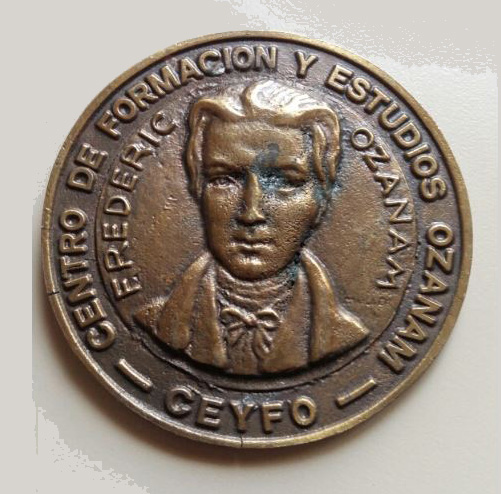 CENTRO DE FORMACION Y ESTUDIOS OZANAM
CEYFO
FREDERIC
OZANAM